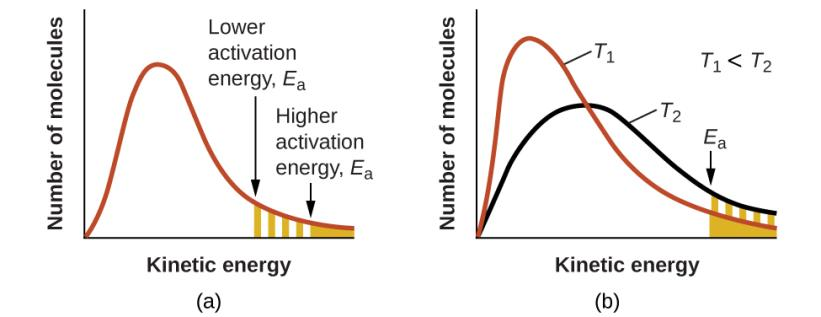 Number of molecules
Lower
activation
energy, Eₐ
Higher
activation
energy, Eₐ
Kinetic energy
(a)
Number of molecules
T₁
T₁ < T₂
T₂
Eₐ
Kinetic energy
(b)